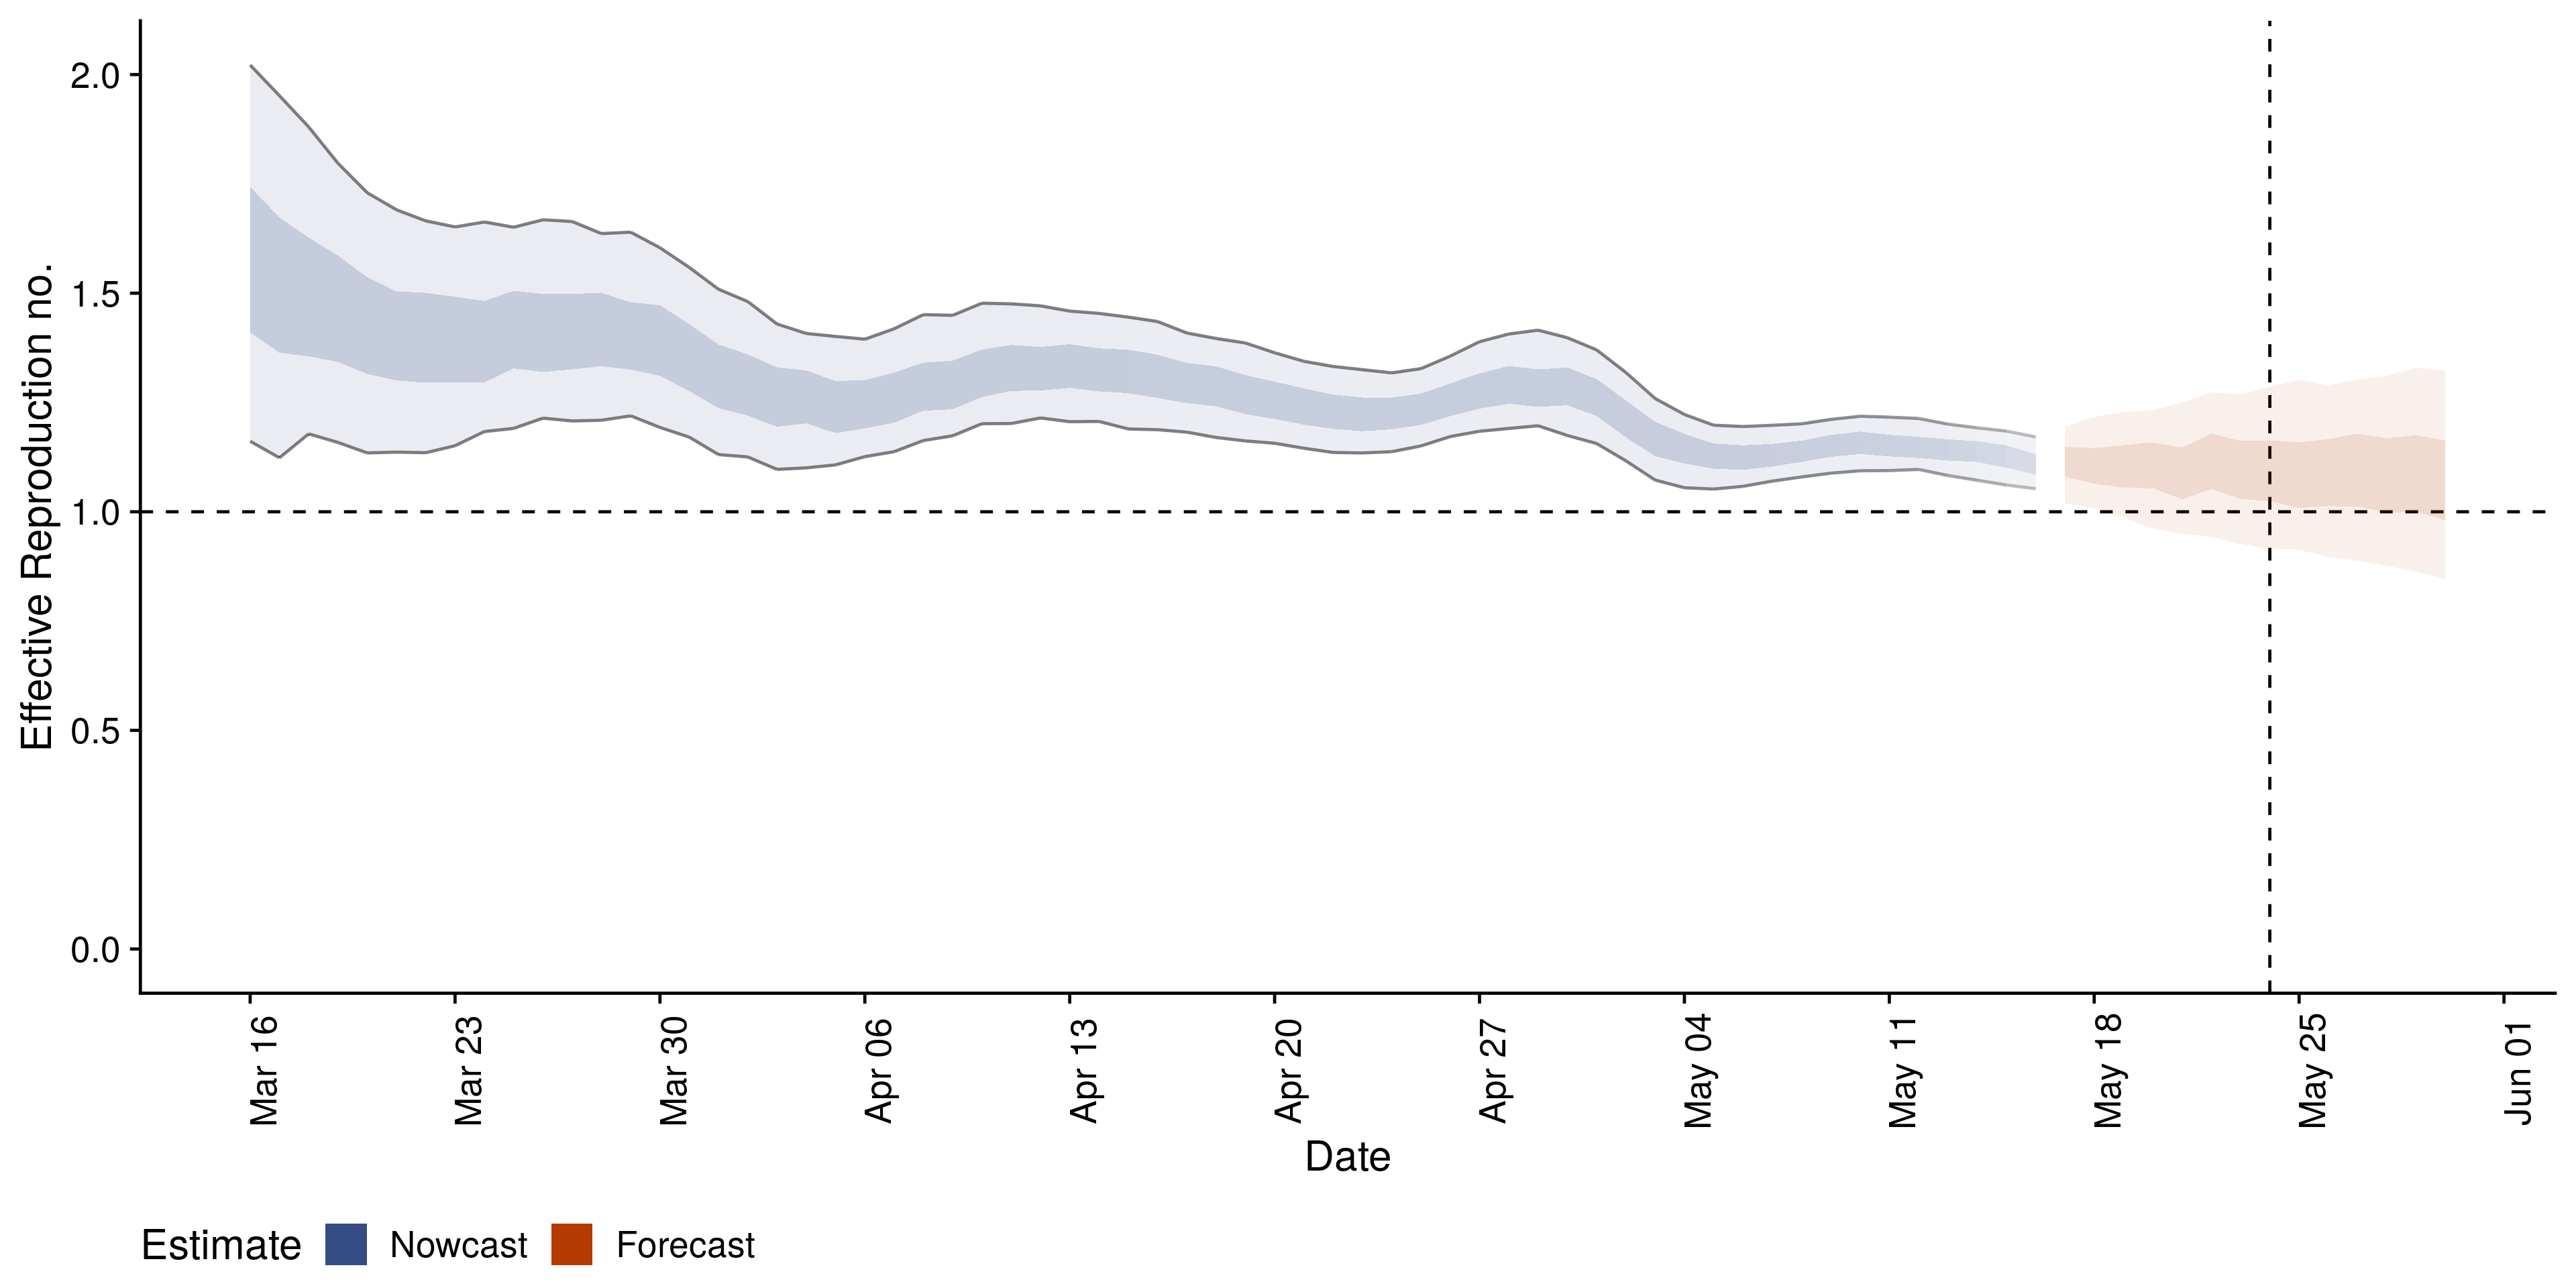 Effective Reproduction no.
2.0
1.5
1.0
0.5
0.0
Mar 16
Mar 23
Mar 30
Apr 06
Apr 13
Apr 20
Apr 27
May 04
May 11
May 18
May 25
Jun 01
Date
Estimate Nowcast Forecast